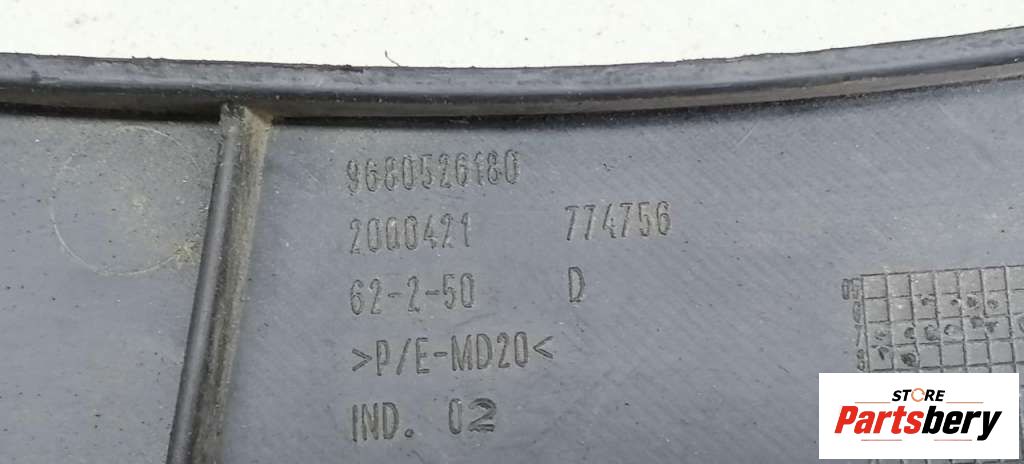 9680526180
2000421 774756
62-2-50 D
>P/E-MD20<
IND. 02
STORE
Partsbery